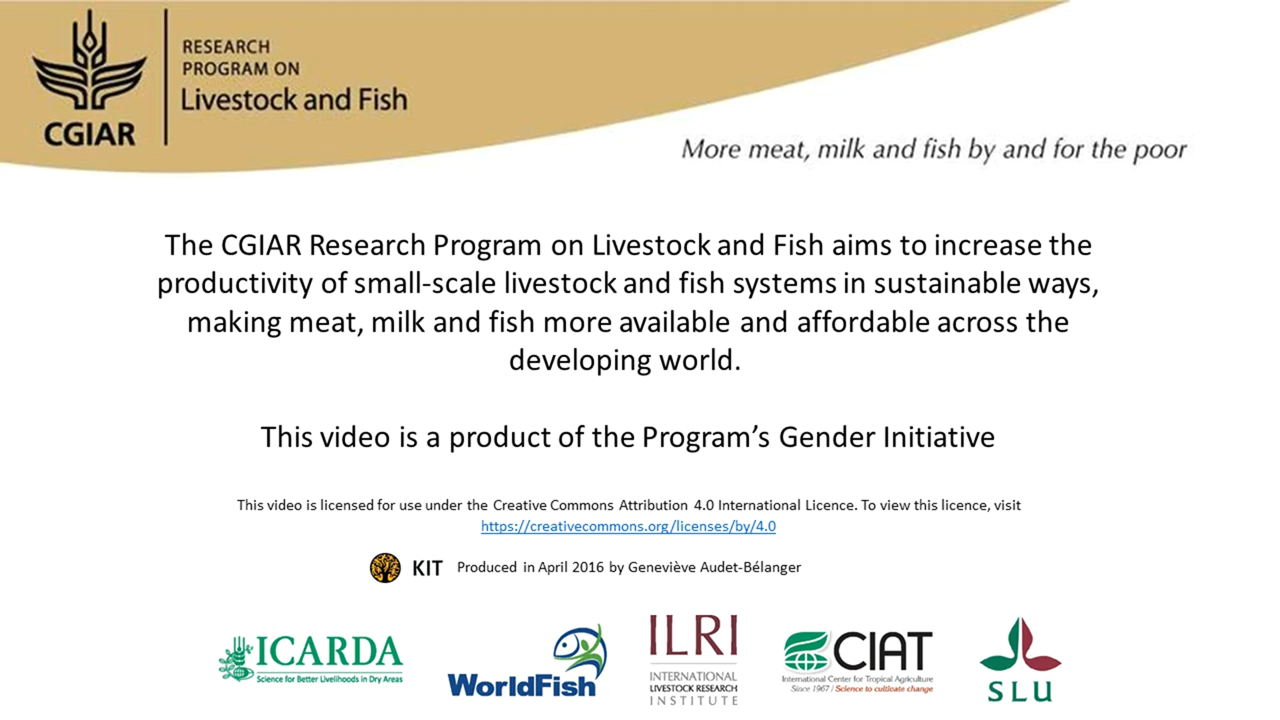 RESEARCH
PROGRAM ON
Livestock and Fish
CGIAR
More meat, milk and fish by and for the poor
The CGIAR Research Program on Livestock and Fish aims to increase the
productivity of small-scale livestock and fish systems in sustainable ways,
making meat, milk and fish more available and affordable across the
developing world.
This video is a product of the Program’s Gender Initiative
This video is licensed for use under the Creative Commons Attribution 4.0 International Licence. To view this licence, visit
https://creativecommons.org/licenses/by/4.0
KIT Produced in April 2016 by Geneviève Audet-Bélanger
ICARDA
Science for Better Livelihoods in Dry Areas
WorldFish
ILRI
INTERNATIONAL
LIVESTOCK RESEARCH
INSTITUTE
CIAT
International Center for Tropical Agriculture
Since 1967 / Science to cultivate change
SLU